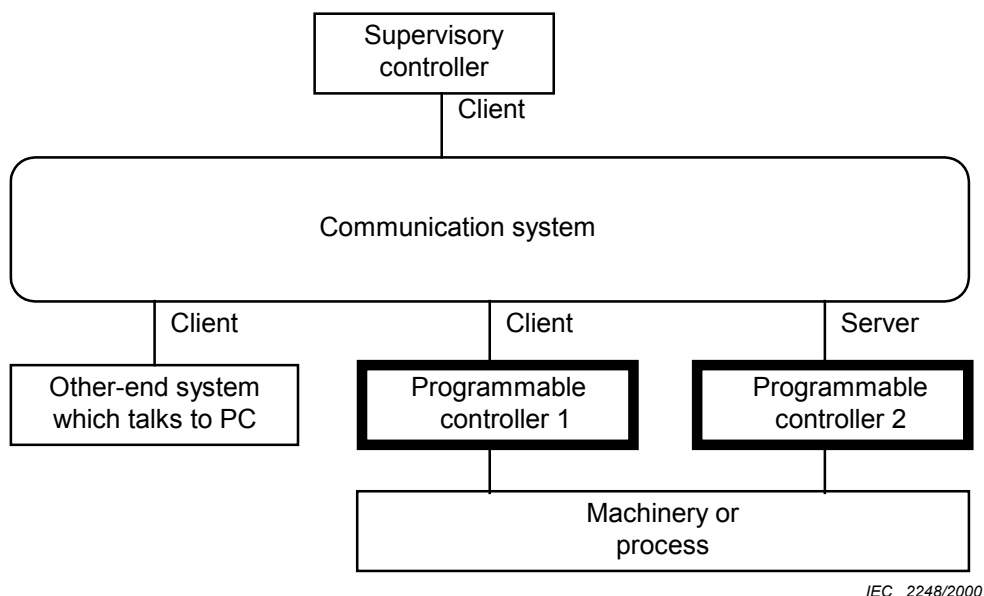 Supervisory
controller
Client
Communication system
Client
Client
Server
Other-end system
which talks to PC
Programmable
controller 1
Programmable
controller 2
Machinery or
process
IEC 2248/2000